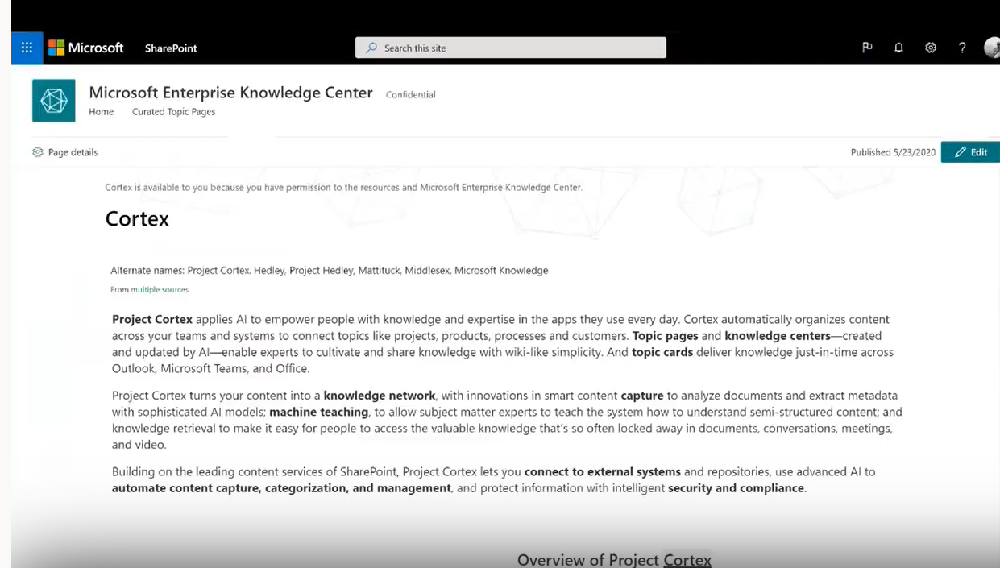 Microsoft SharePoint Search this site
Microsoft Enterprise Knowledge Center Confidential
Home Curated Topic Pages
Page details Published 5/23/2020 Edit
Cortex is available to you because you have permission to the resources and Microsoft Enterprise Knowledge Center.
Cortex
Alternate names: Project Cortex, Hedley, Project Hedley, Mattituck, Middlesex, Microsoft Knowledge
From multiple sources
Project Cortex applies AI to empower people with knowledge and expertise in the apps they use every day. Cortex automatically organizes content
across your teams and systems to connect topics like projects, products, processes and customers. Topic pages and knowledge centers—created
and updated by AI—enable experts to cultivate and share knowledge with wiki-like simplicity. And topic cards deliver knowledge just-in-time across
Outlook, Microsoft Teams, and Office.
Project Cortex turns your content into a knowledge network, with innovations in smart content capture to analyze documents and extract metadata
with sophisticated AI models; machine teaching, to allow subject matter experts to teach the system how to understand semi-structured content; and
knowledge retrieval to make it easy for people to access the valuable knowledge that's so often locked away in documents, conversations, meetings,
and video.
Building on the leading content services of SharePoint, Project Cortex lets you connect to external systems and repositories, use advanced AI to
automate content capture, categorization, and management, and protect information with intelligent security and compliance.
Overview of Project Cortex